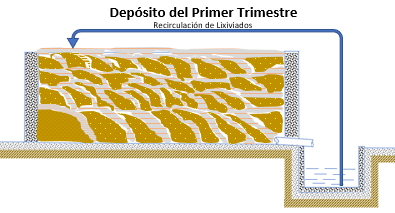 Depósito del Primer Trimestre
Recirculación de Lixiviados